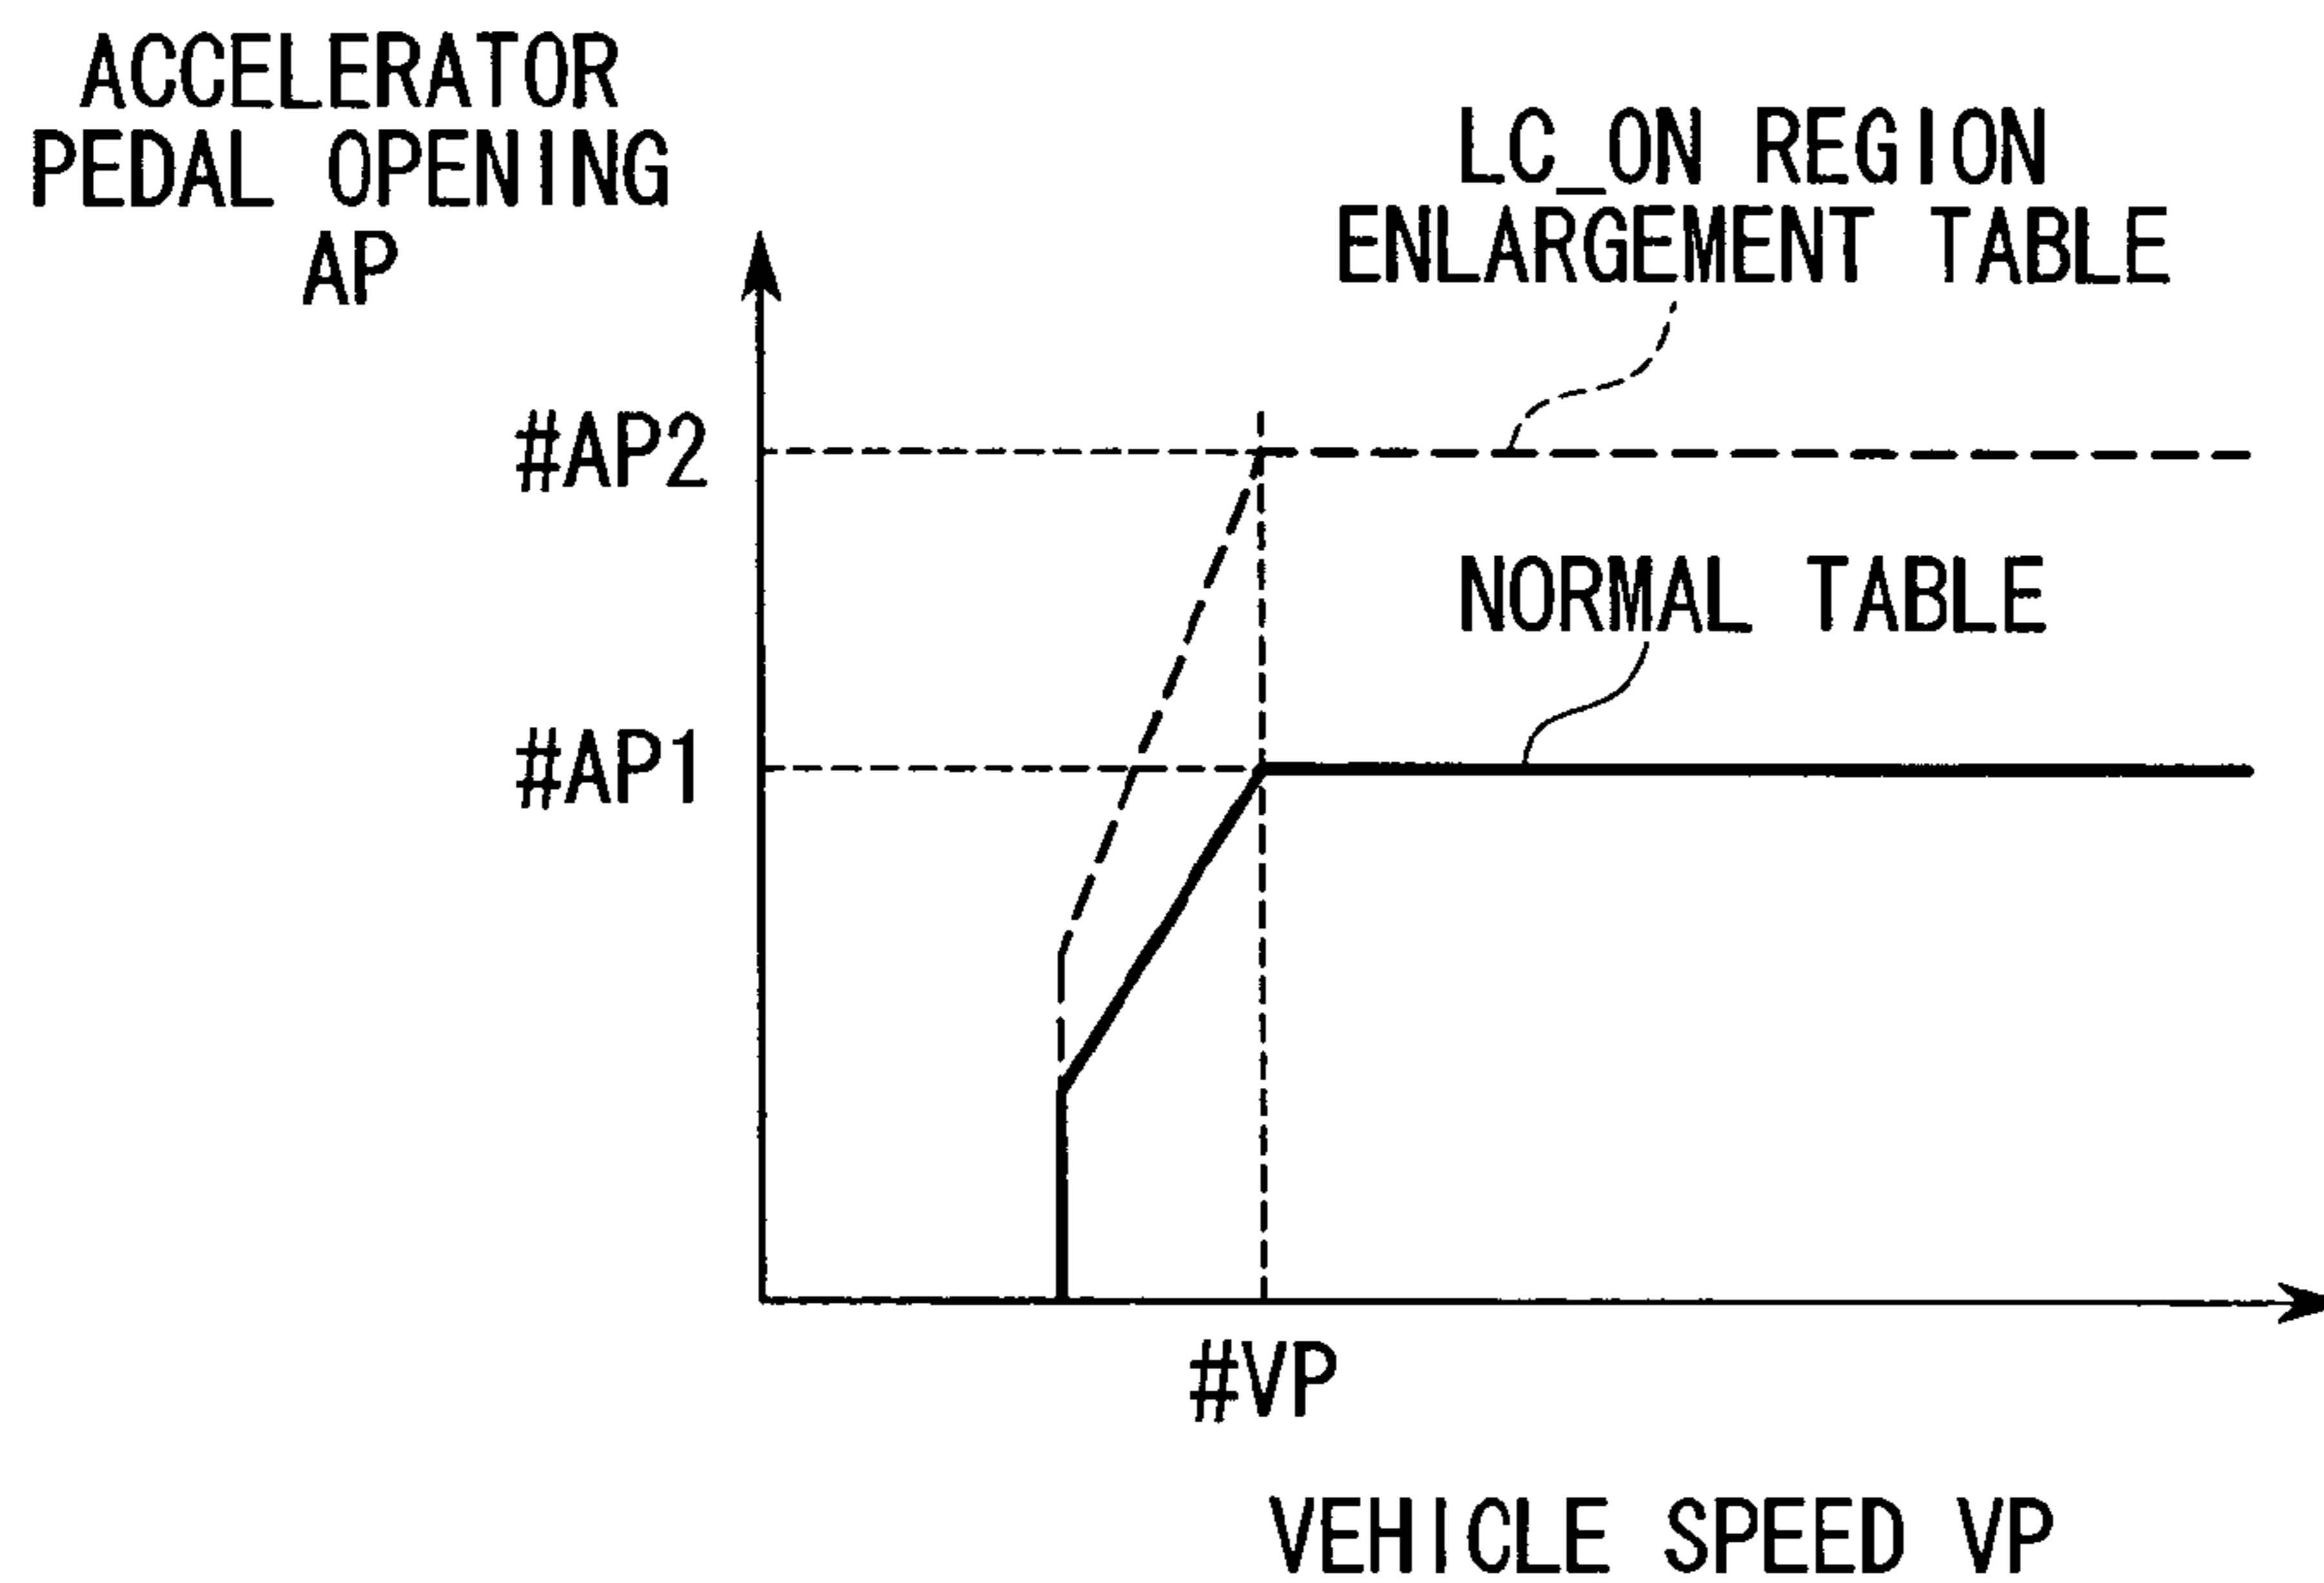 ACCELERATOR
PEDAL OPENING
AP
LC_ON REGION
ENLARGEMENT TABLE
#AP2
NORMAL TABLE
#AP1
#VP
VEHICLE SPEED VP